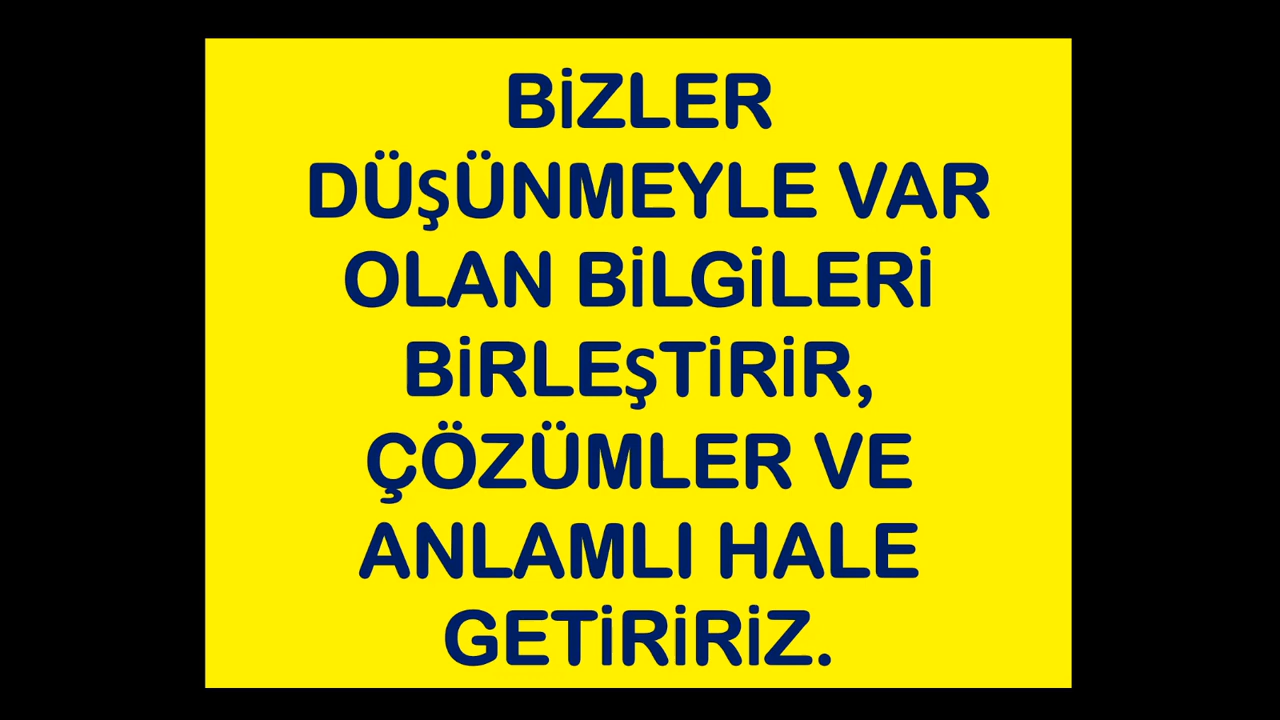 BİZLER
DÜŞÜNMEYLE VAR
OLAN BİLGİLERİ
BİRLEŞTİRİR,
ÇÖZÜMLER VE
ANLAMLI HALE
GETİRİRİZ.